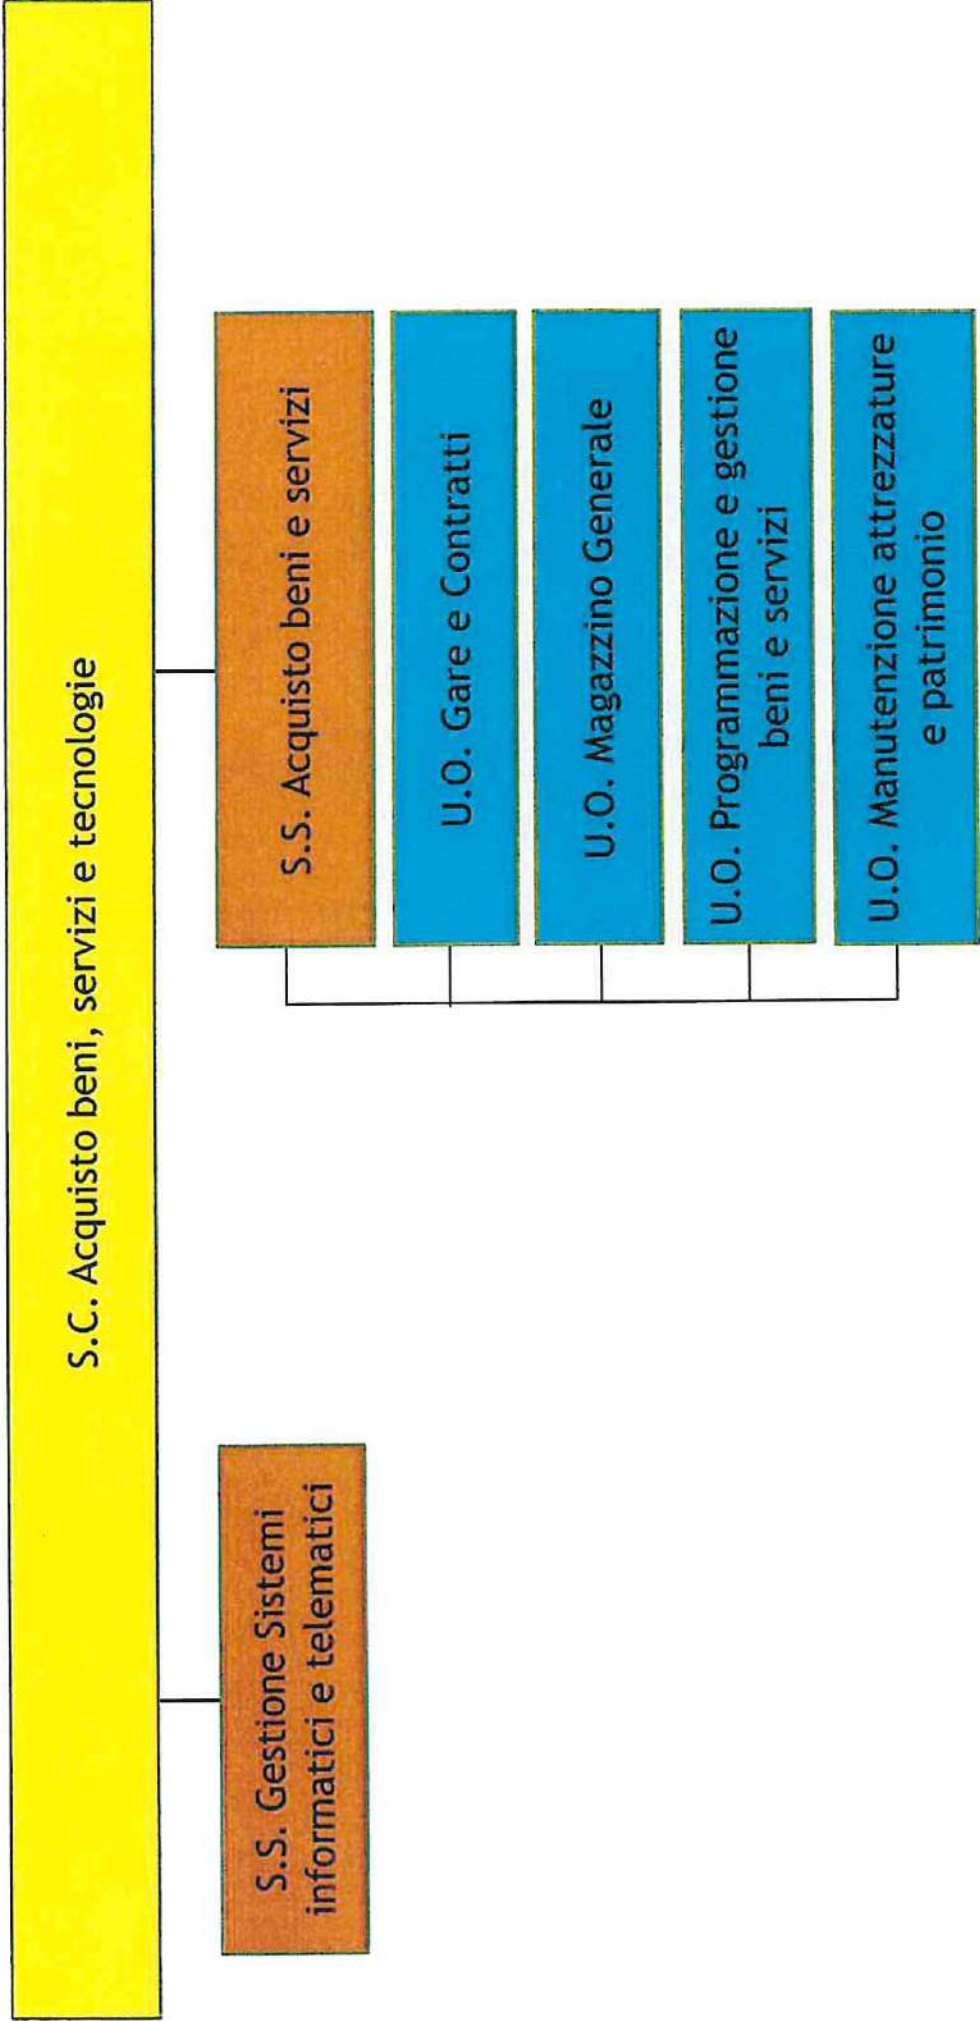 S.C. Acquisto beni, servizi e tecnologie
S.S. Gestione Sistemi
informatici e telematici
S.S. Acquisto beni e servizi
U.O. Gare e Contratti
U.O. Magazzino Generale
U.O. Programmazione e gestione
beni e servizi
U.O. Manutenzione attrezzature
e patrimonio